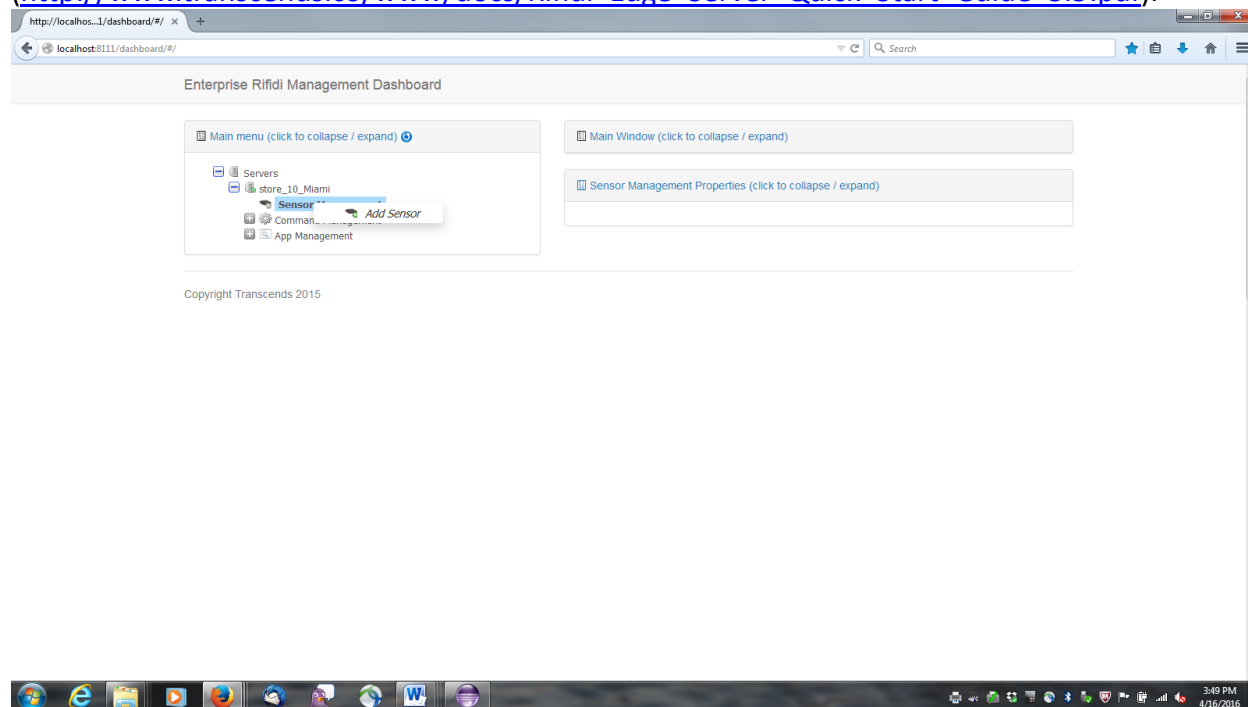 http://localhos...1/dashboard/#/ × +
localhost:8111/dashboard/#/
Search
Enterprise Rifidi Management Dashboard
Main menu (click to collapse / expand)
Servers
store_10_Miami
Sensor
Add Sensor
Command Management
App Management
Main Window (click to collapse / expand)
Sensor Management Properties (click to collapse / expand)
Copyright Transcends 2015
3:49 PM
4/16/2016